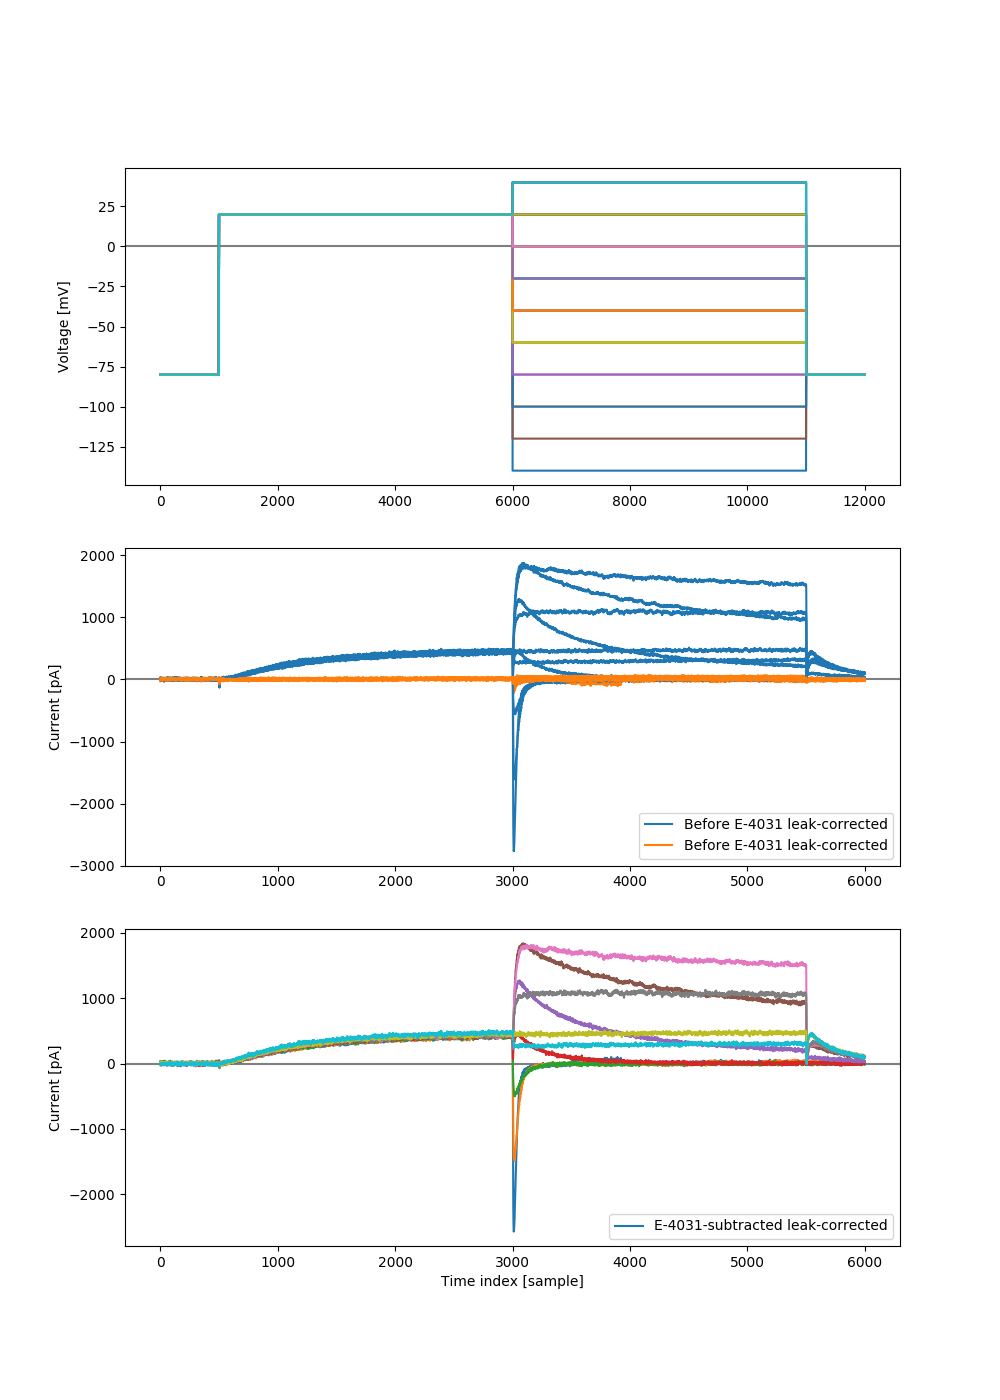 25
0
−25
−50
−75
−100
−125
Voltage [mV]
0 2000 4000 6000 8000 10000 12000
2000
1000
0
−1000
−2000
−3000
Current [pA]
Before E-4031 leak-corrected
Before E-4031 leak-corrected
0 1000 2000 3000 4000 5000 6000
2000
1000
0
−1000
−2000
Current [pA]
E-4031-subtracted leak-corrected
0 1000 2000 3000 4000 5000 6000
Time index [sample]